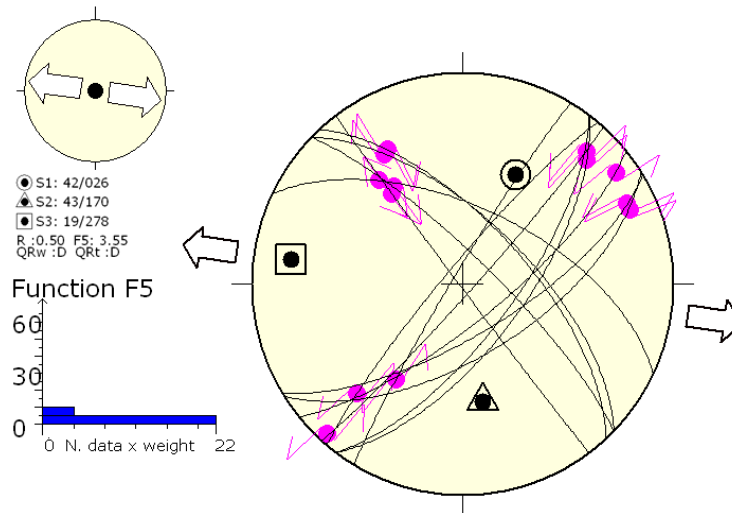 S1: 42/026
S2: 43/170
S3: 19/278
R :0.50 F5: 3.55
QRw :D QRt :D
Function F5
60
30
0
0 N. data x weight 22